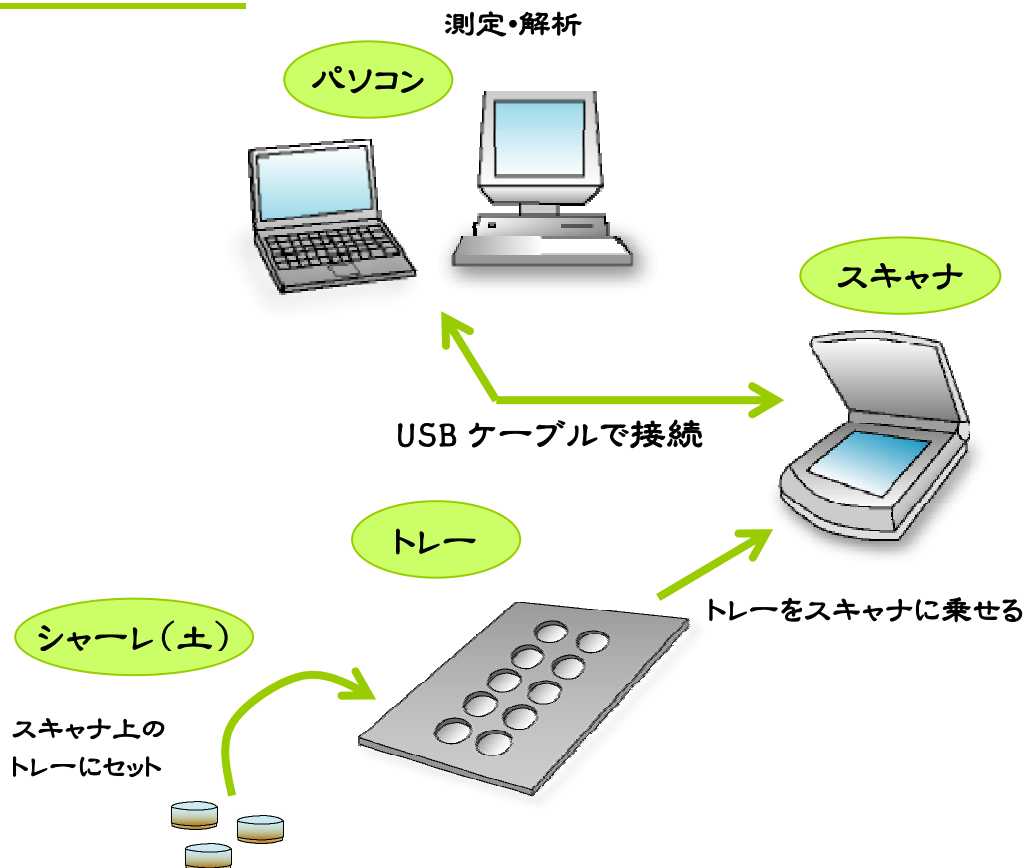 測定・解析
パソコン
スキャナ
USB ケーブルで接続
トレー
トレーをスキャナに乗せる
シャーレ(土)
スキャナ上の
トレーにセット